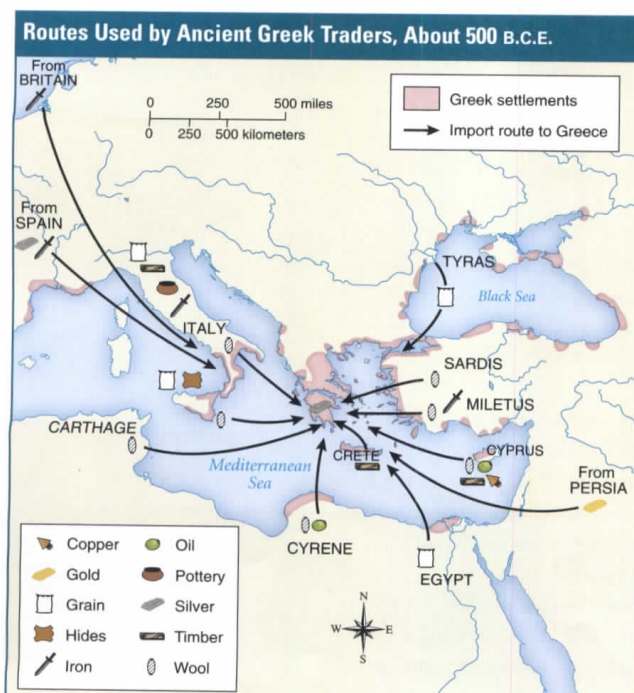 Routes Used by Ancient Greek Traders, About 500 B.C.E.
From
BRITAIN
0 250 500 miles
0 250 500 kilometers
Greek settlements
Import route to Greece
From
SPAIN
TYRAS
Black Sea
ITALY
SARDIS
MILETUS
CARTHAGE
CRETE
CYPRUS
Mediterranean
Sea
From
PERSIA
CYRENE
EGYPT
Copper
Oil
Gold
Pottery
Grain
Silver
Hides
Timber
Iron
Wool
N
W E
S